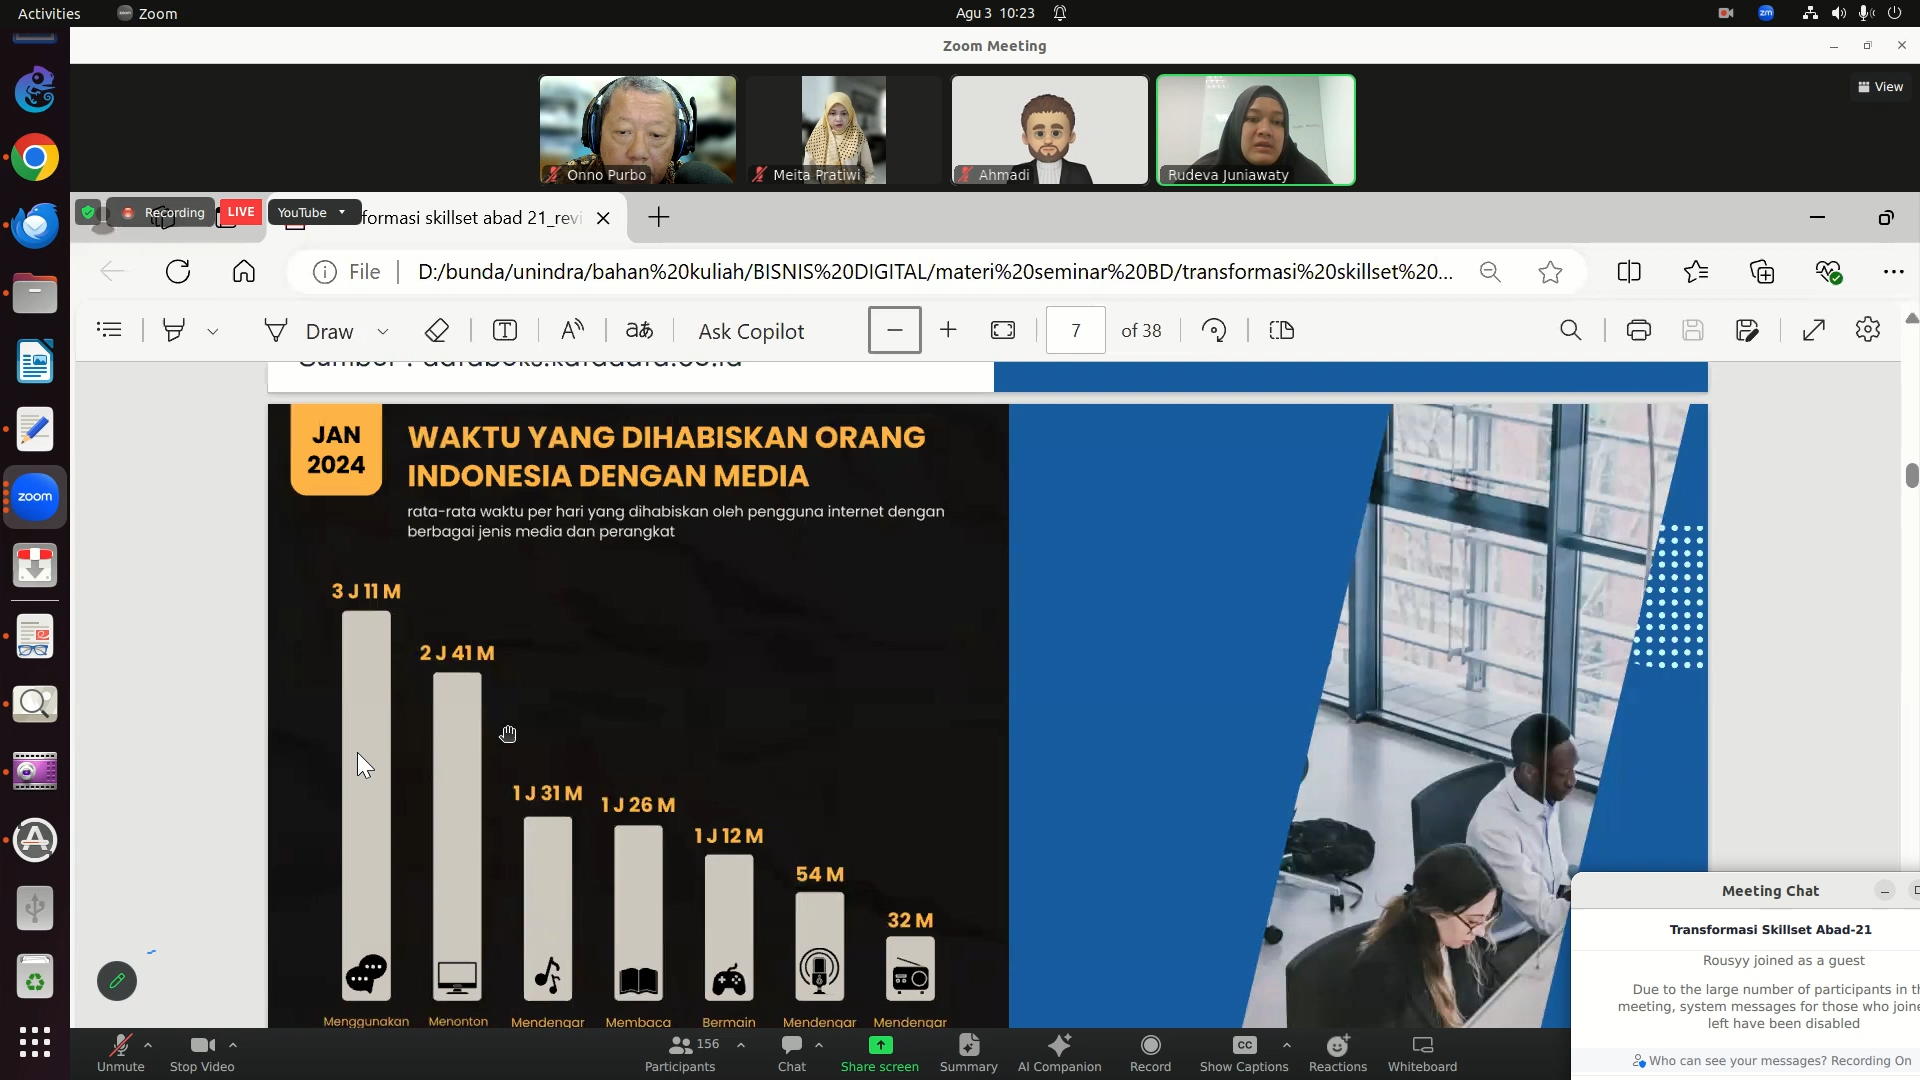 Activities
Zoom
Agu 3 10:23
zm
Zoom Meeting
View
Onno Purbo
Meita Pratiwi
Ahmadi
Rudeva Juniawaty
Recording
LIVE
YouTube
formasi skillset abad 21_revi
File
D:/bunda/unindra/bahan%20kuliah/BISNIS%20DIGITAL/materi%20seminar%20BD/transformasi%20skillset%20...
Draw
Ask Copilot
7
of 38
zoom
JAN
2024
WAKTU YANG DIHABISKAN ORANG
INDONESIA DENGAN MEDIA
rata-rata waktu per hari yang dihabiskan oleh pengguna internet dengan
berbagai jenis media dan perangkat
3 J 11 M
2 J 41 M
1 J 31 M
1 J 26 M
1 J 12 M
54 M
32 M
Menggunakan
Menonton
Mendengar
Membaca
Bermain
Mendengar
Mendengar
Meeting Chat
Transformasi Skillset Abad-21
Rousyy joined as a guest
Due to the large number of participants in th
meeting, system messages for those who joine
left have been disabled
Who can see your messages? Recording On
Unmute
Stop Video
156
Participants
Chat
Share screen
Summary
AI Companion
Record
CC
Show Captions
Reactions
Whiteboard